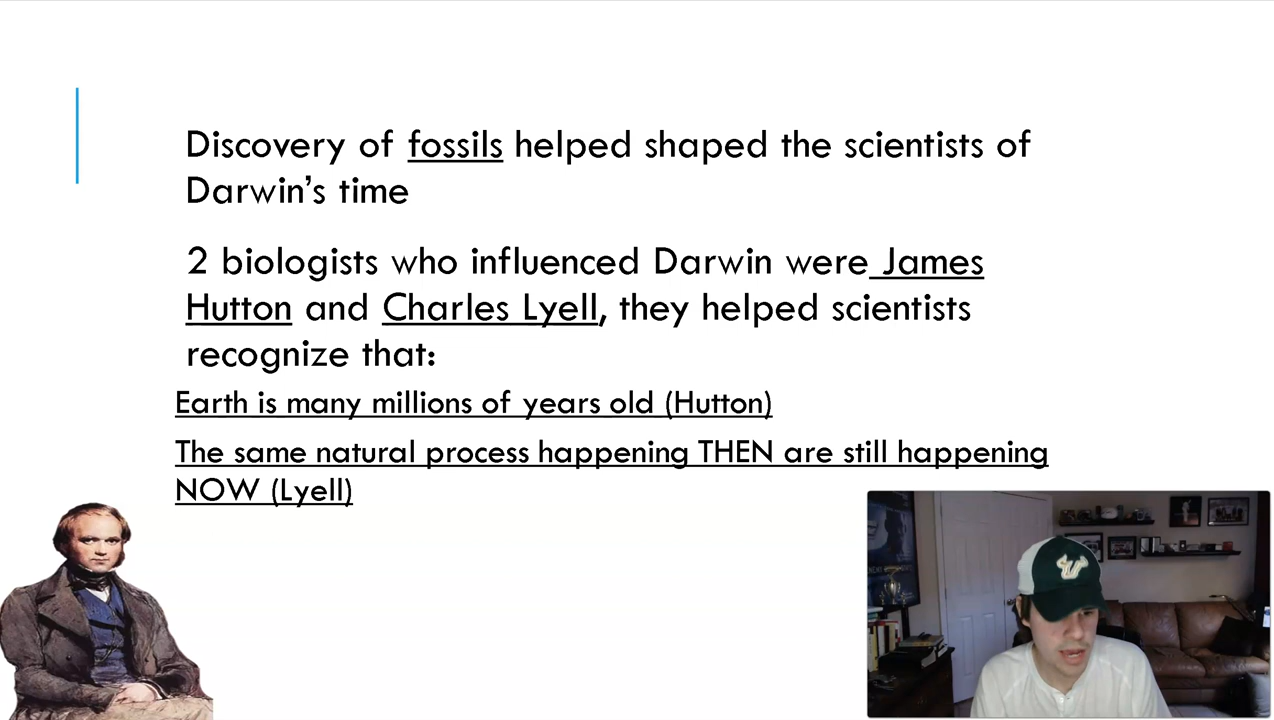 Discovery of fossils helped shaped the scientists of
Darwin's time
2 biologists who influenced Darwin were James
Hutton and Charles Lyell, they helped scientists
recognize that:
Earth is many millions of years old (Hutton)
The same natural process happening THEN are still happening
NOW (Lyell)